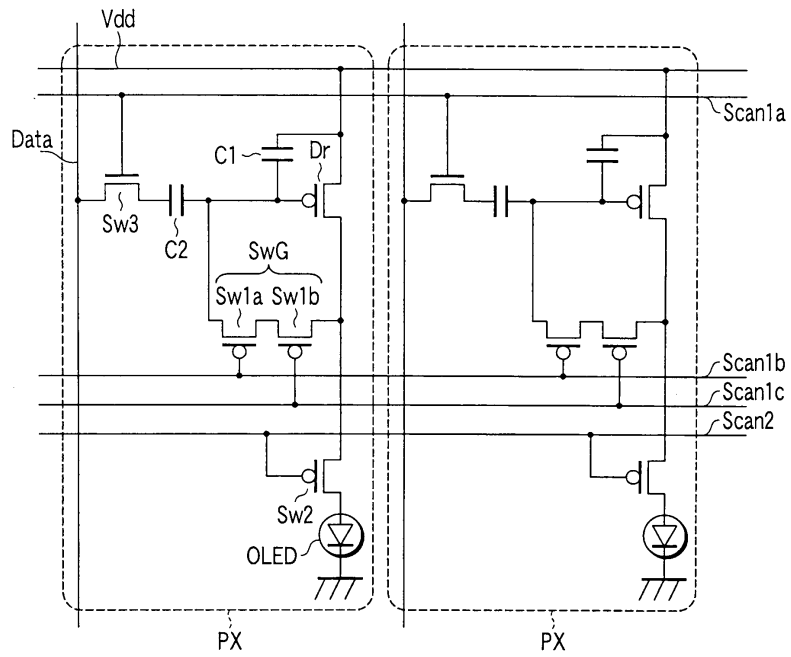 Vdd
Scan1a
Data
C1
Dr
Sw3
C2
SwG
Sw1a Sw1b
Scan1b
Scan1c
Scan2
Sw2
OLED
PX PX